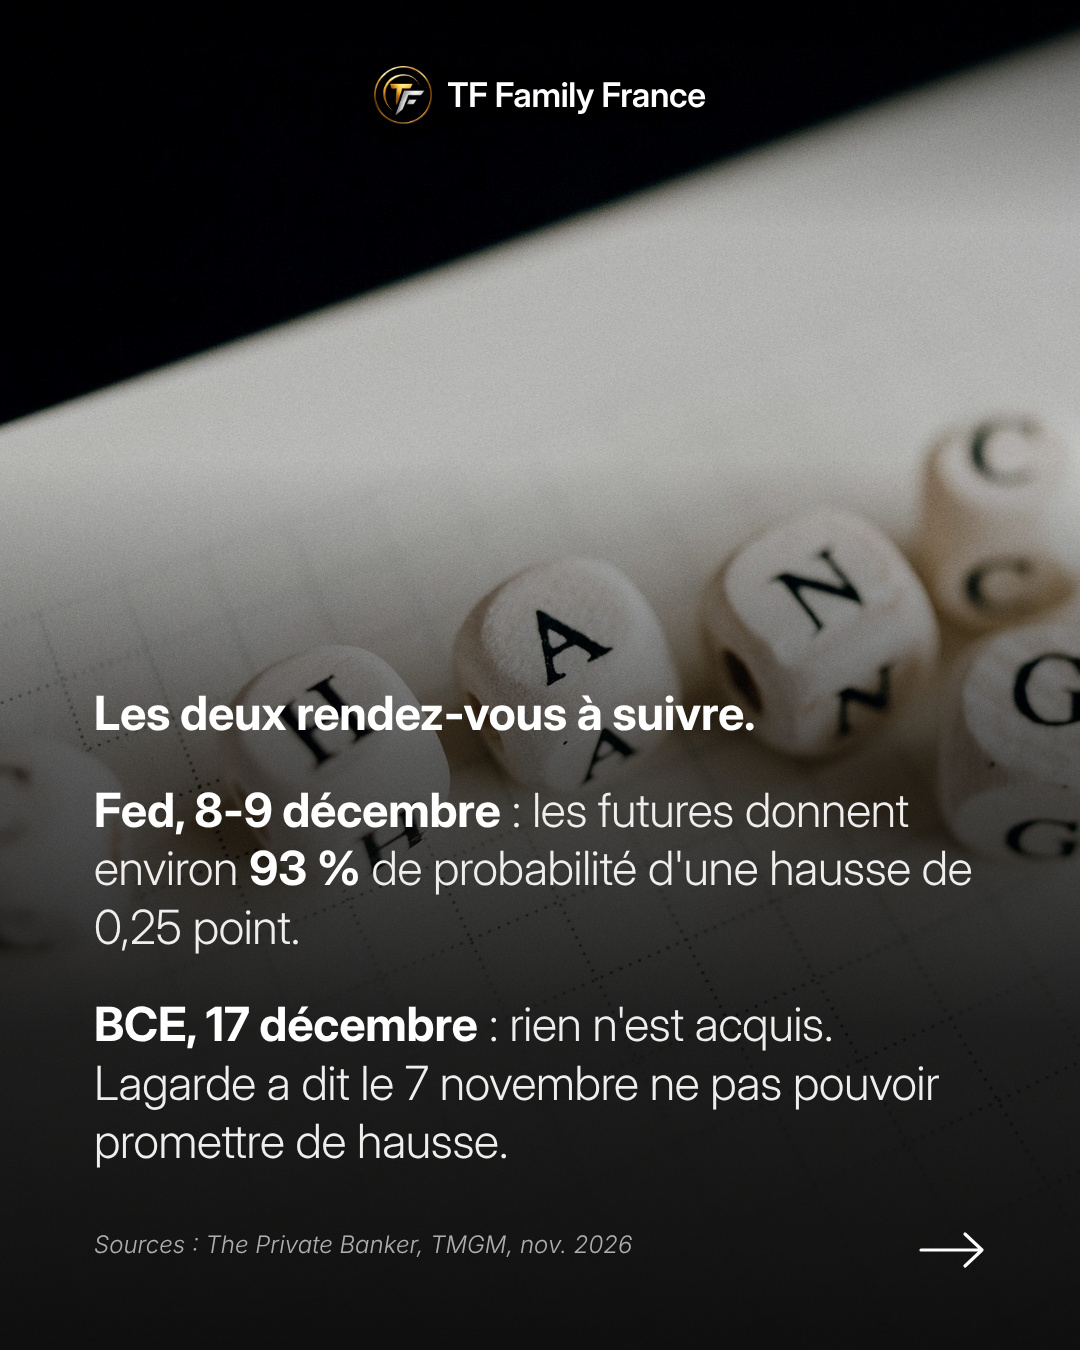 TF Family France
C
C
N
N
A
A
G
G
H
H
Les deux rendez-vous à suivre.
Fed, 8-9 décembre : les futures donnent
environ 93 % de probabilité d'une hausse de
0,25 point.
BCE, 17 décembre : rien n'est acquis.
Lagarde a dit le 7 novembre ne pas pouvoir
promettre de hausse.
Sources : The Private Banker, TMGM, nov. 2026